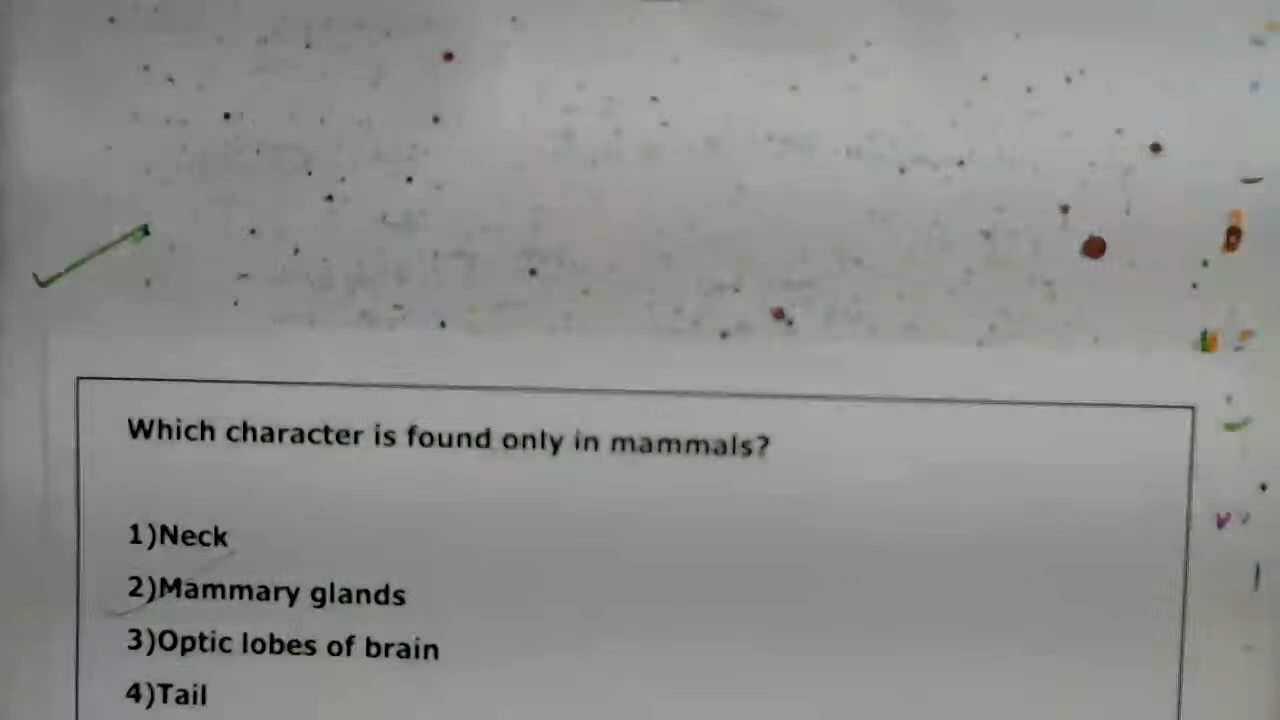 Which character is found only in mammals?
1)Neck
2)Mammary glands
3)Optic lobes of brain
4)Tail